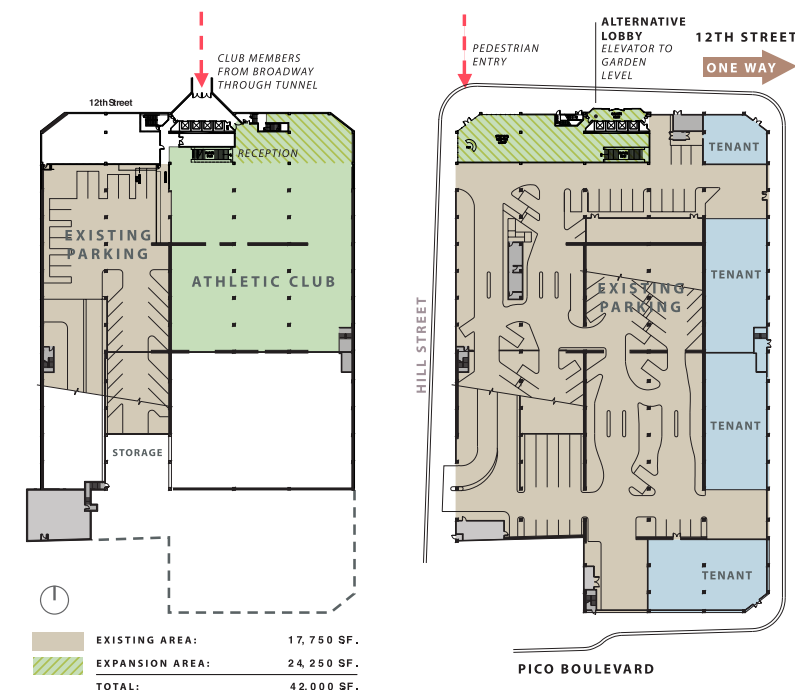 CLUB MEMBERS
FROM BROADWAY
THROUGH TUNNEL
12th Street
RECEPTION
EXISTING
PARKING
ATHLETIC CLUB
STORAGE
EXISTING AREA: 17,750 SF.
EXPANSION AREA: 24,250 SF.
TOTAL: 42,000 SF.
PEDESTRIAN
ENTRY
ALTERNATIVE
LOBBY
ELEVATOR TO
GARDEN
LEVEL
12TH STREET
ONE WAY
TENANT
TENANT
EXISTING
PARKING
HILL STREET
TENANT
TENANT
PICO BOULEVARD